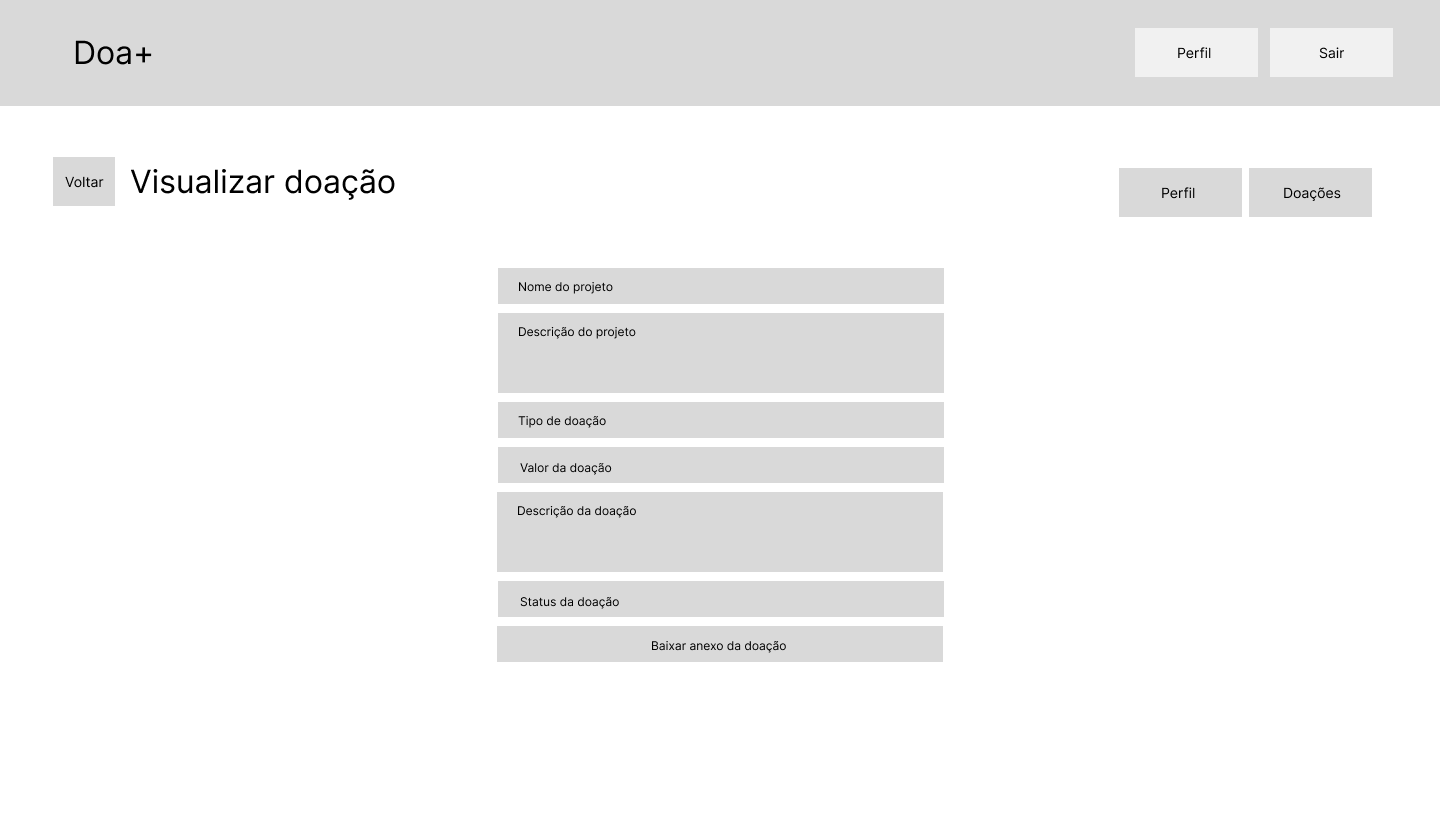 Doa+
Perfil
Sair
Voltar
Visualizar doação
Perfil
Doações
Nome do projeto
Descrição do projeto
Tipo de doação
Valor da doação
Descrição da doação
Status da doação
Baixar anexo da doação